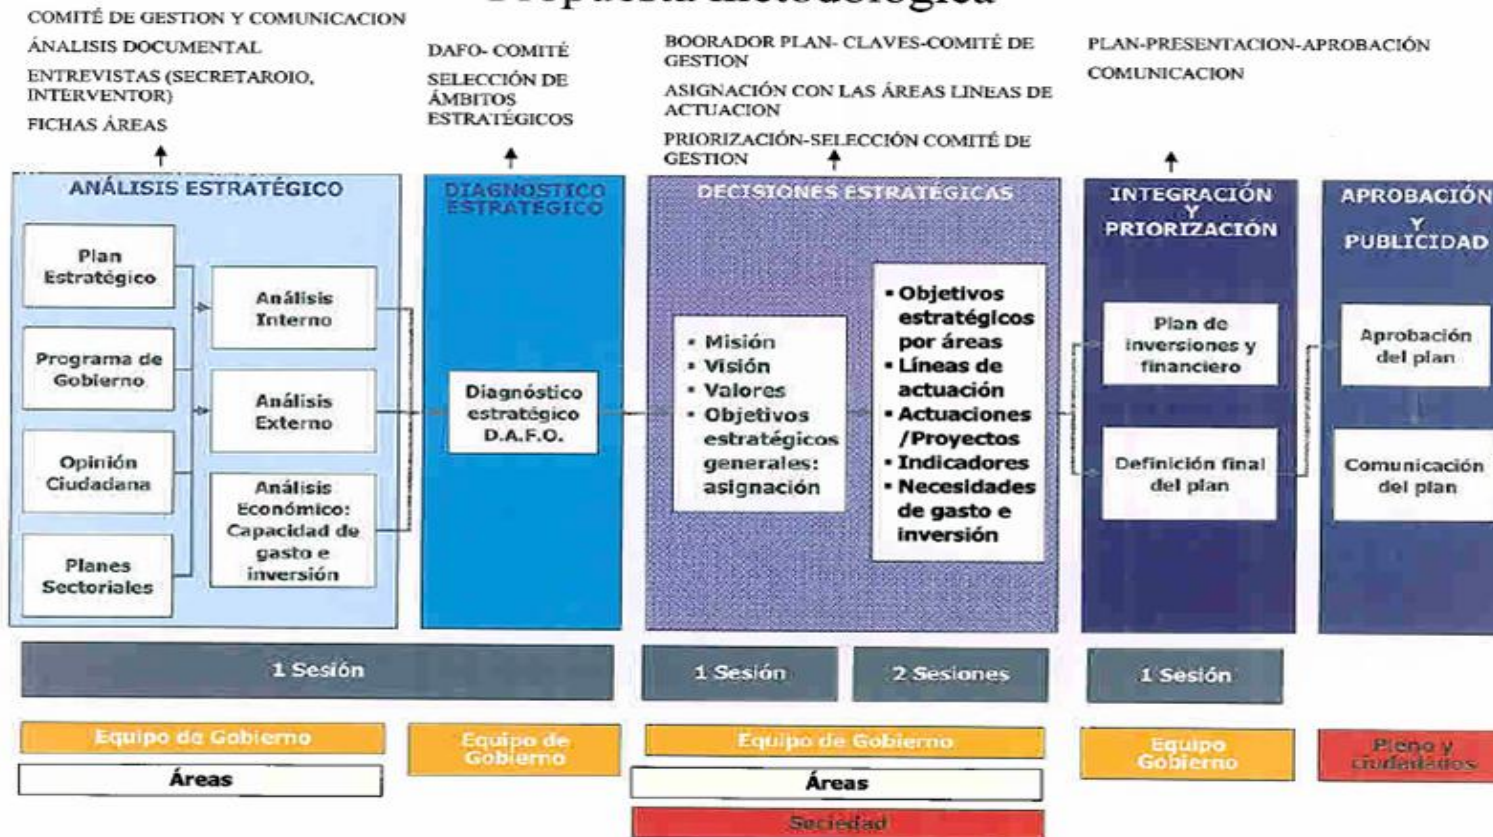 Propuesta metodológica
COMITÉ DE GESTION Y COMUNICACION
ÁNALISIS DOCUMENTAL
ENTREVISTAS (SECRETAROIO,
INTERVENTOR)
FICHAS ÁREAS
DAFO- COMITÉ
SELECCIÓN DE
ÁMBITOS
ESTRATÉGICOS
BOORADOR PLAN- CLAVES-COMITÉ DE
GESTION
ASIGNACIÓN CON LAS ÁREAS LINEAS DE
ACTUACION
PRIORIZACIÓN-SELECCIÓN COMITÉ DE
GESTION
PLAN-PRESENTACION-APROBACIÓN
COMUNICACION
ANÁLISIS ESTRATÉGICO
Plan
Estratégico
Programa de
Gobierno
Opinión
Ciudadana
Planes
Sectoriales
Análisis
Interno
Análisis
Externo
Análisis
Económico:
Capacidad de
gasto e
inversión
DIAGNÓSTICO
ESTRATÉGICO
Diagnóstico
estratégico
D.A.F.O.
DECISIONES ESTRATÉGICAS
▪ Misión
▪ Visión
▪ Valores
▪ Objetivos
estratégicos
generales:
asignación
▪ Objetivos
estratégicos
por áreas
▪ Líneas de
actuación
▪ Actuaciones
/Proyectos
▪ Indicadores
▪ Necesidades
de gasto e
inversión
INTEGRACIÓN
Y
PRIORIZACIÓN
Plan de
inversiones y
financiero
Definición final
del plan
APROBACIÓN
Y
PUBLICIDAD
Aprobación
del plan
Comunicación
del plan
1 Sesión
1 Sesión
2 Sesiones
1 Sesión
Equipo de Gobierno
Áreas
Equipo de
Gobierno
Equipo de Gobierno
Áreas
Sociedad
Equipo
Gobierno
Pleno y
ciudadanos